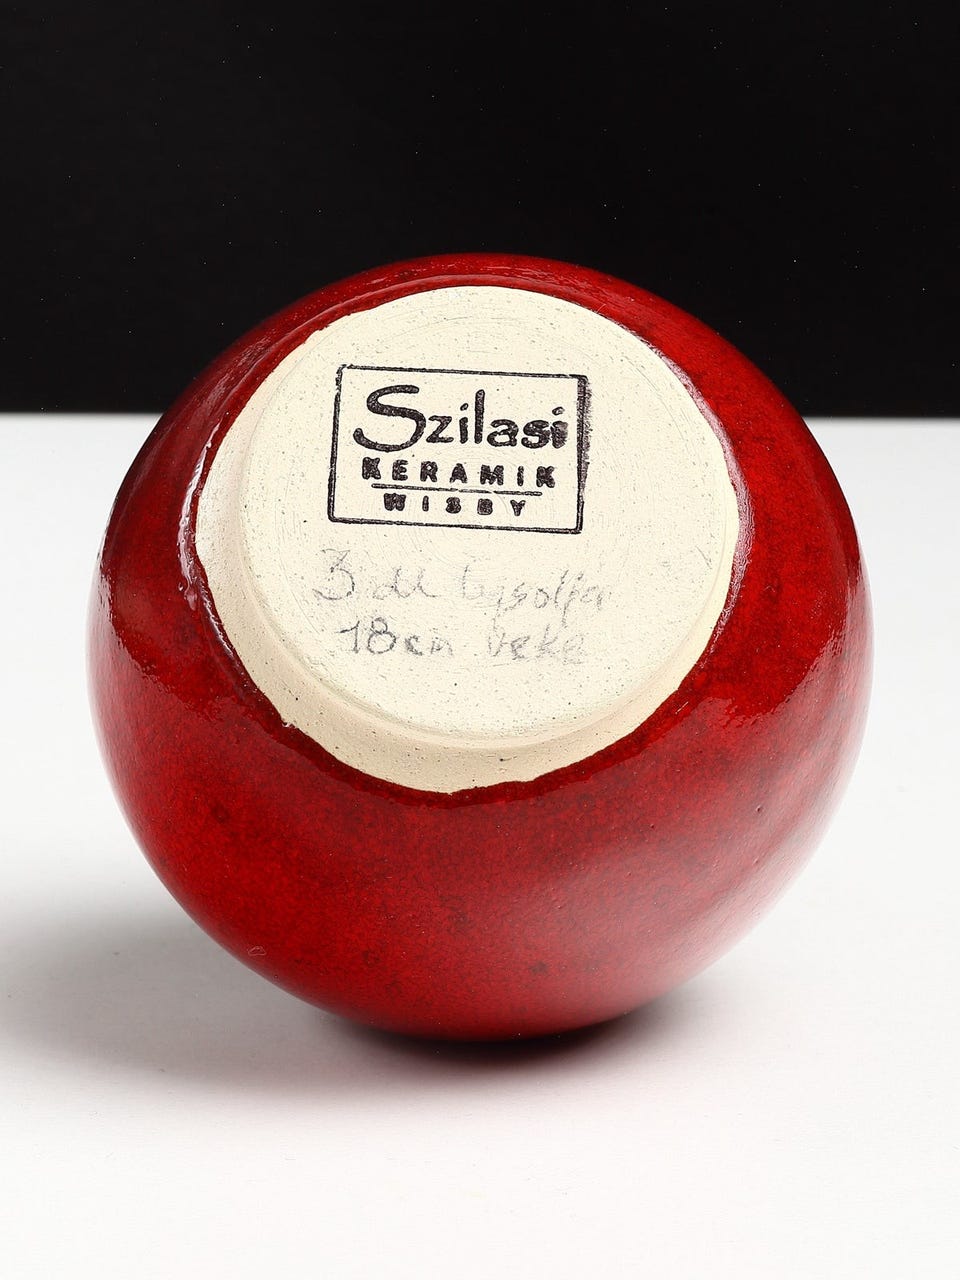 Szilasi
KERAMIK
WISBY
3 dl lysolja
18cm veke